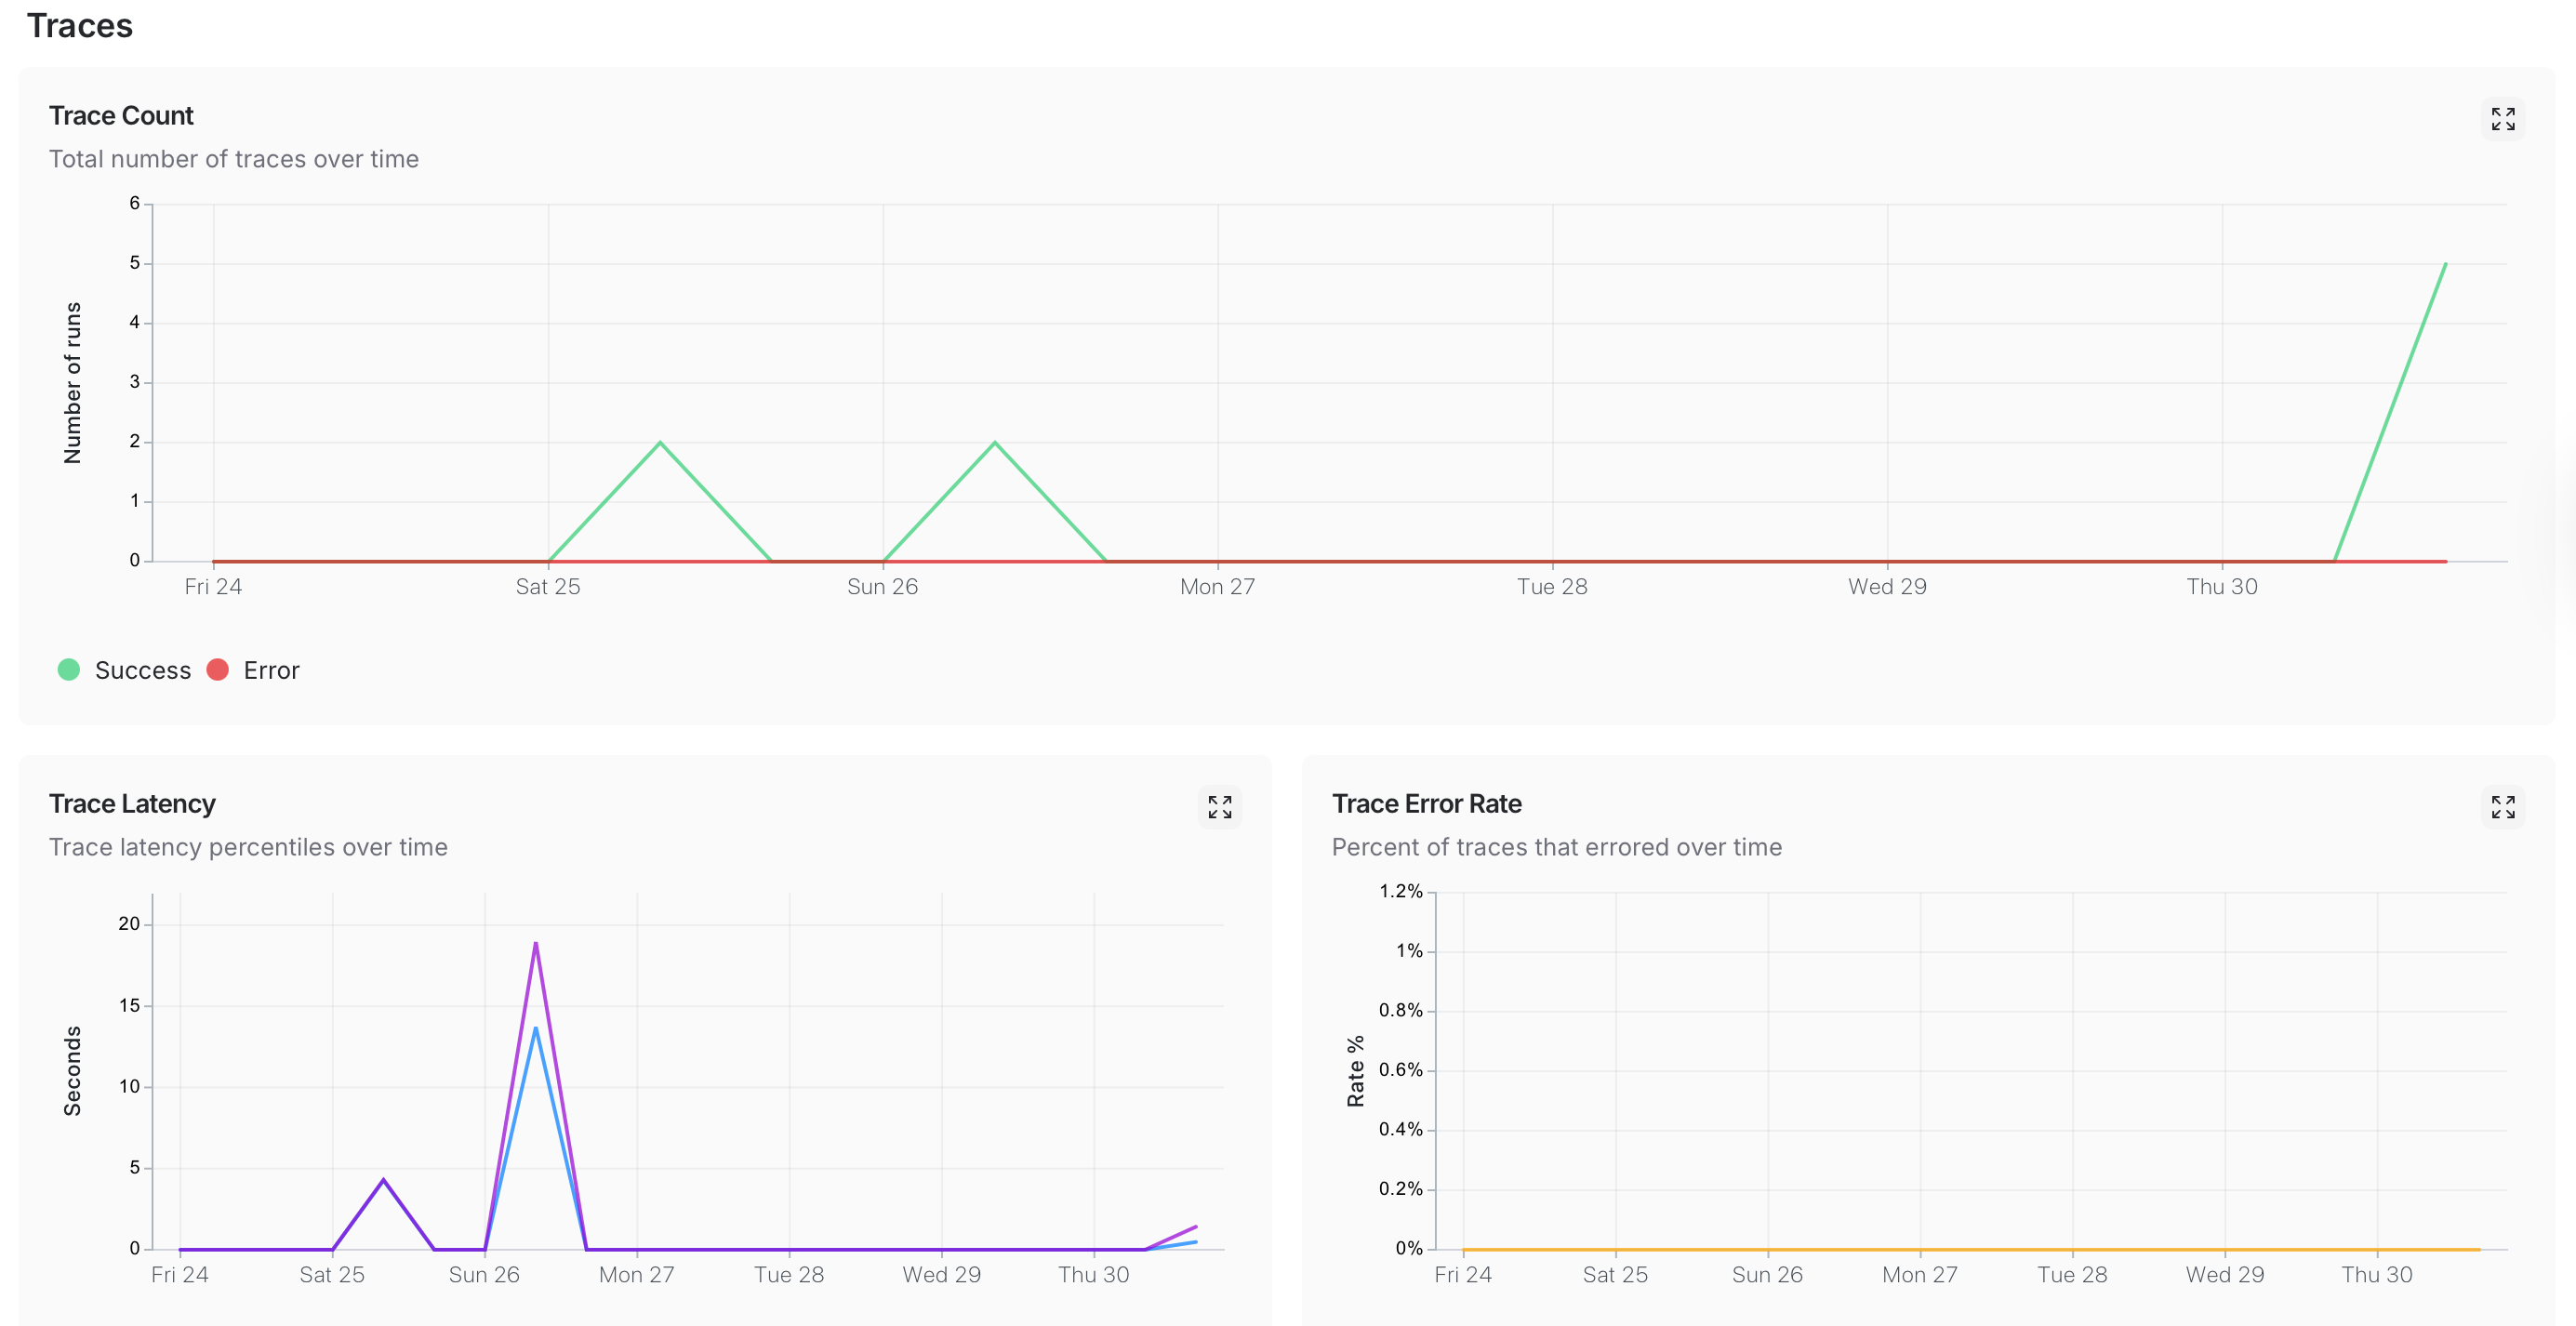 Traces
Trace Count
Total number of traces over time
6
5
4
3
2
1
0
Number of runs
Fri 24 Sat 25 Sun 26 Mon 27 Tue 28 Wed 29 Thu 30
Success Error
Trace Latency
Trace latency percentiles over time
20
15
10
5
0
Seconds
Fri 24 Sat 25 Sun 26 Mon 27 Tue 28 Wed 29 Thu 30
Trace Error Rate
Percent of traces that errored over time
1.2%
1%
0.8%
0.6%
0.4%
0.2%
0%
Rate %
Fri 24 Sat 25 Sun 26 Mon 27 Tue 28 Wed 29 Thu 30